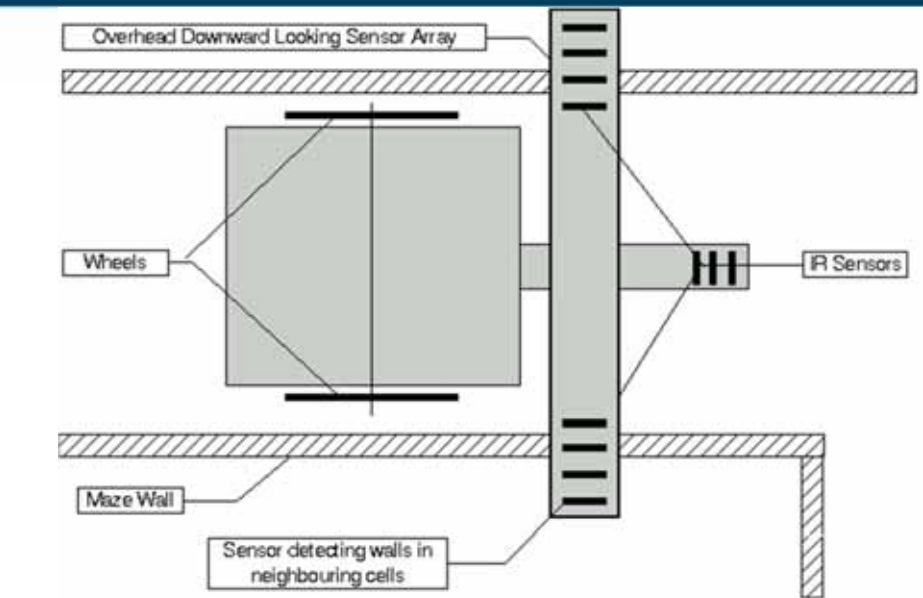 Overhead Downward Looking Sensor Array
Wheels
IR Sensors
Maze Wall
Sensor detecting walls in
neighbouring cells